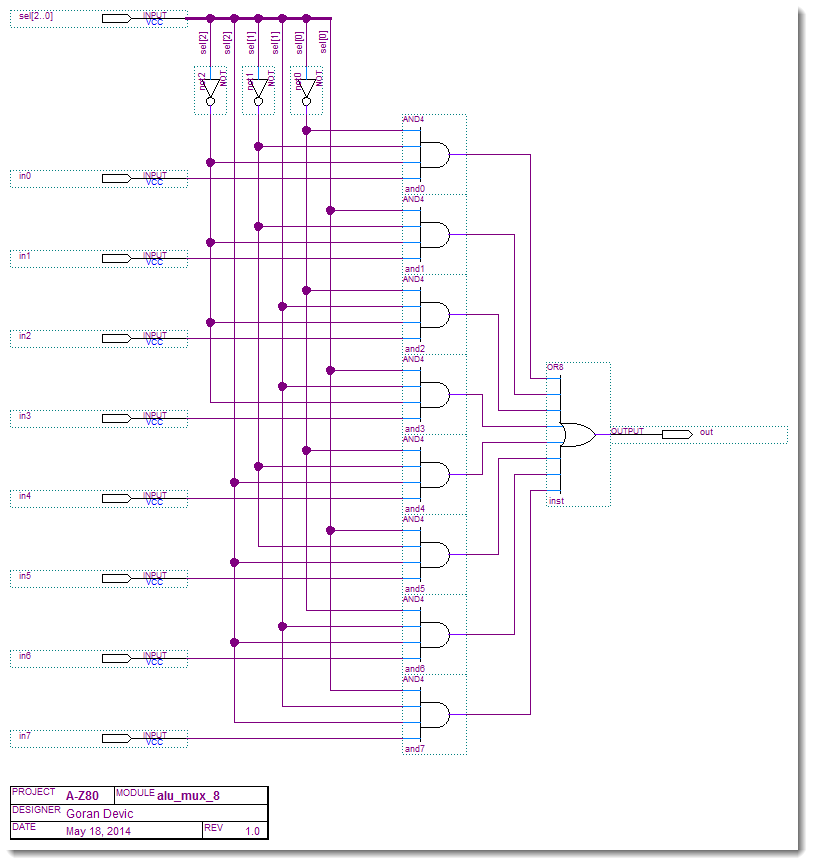 sel[2..0] INPUT VCC
sel[2] sel[2] sel[1] sel[1] sel[0] sel[0]
not2 NOT not1 NOT not0 NOT
AND4
in0 INPUT VCC
and0
AND4
in1 INPUT VCC
and1
AND4
in2 INPUT VCC
and2
AND4
OR8
in3 INPUT VCC
and3
OUTPUT out
AND4
in4 INPUT VCC
inst
and4
AND4
in5 INPUT VCC
and5
AND4
in6 INPUT VCC
and6
AND4
in7 INPUT VCC
and7
PROJECT A-Z80 MODULE alu_mux_8
DESIGNER Goran Devic
DATE May 18, 2014 REV 1.0